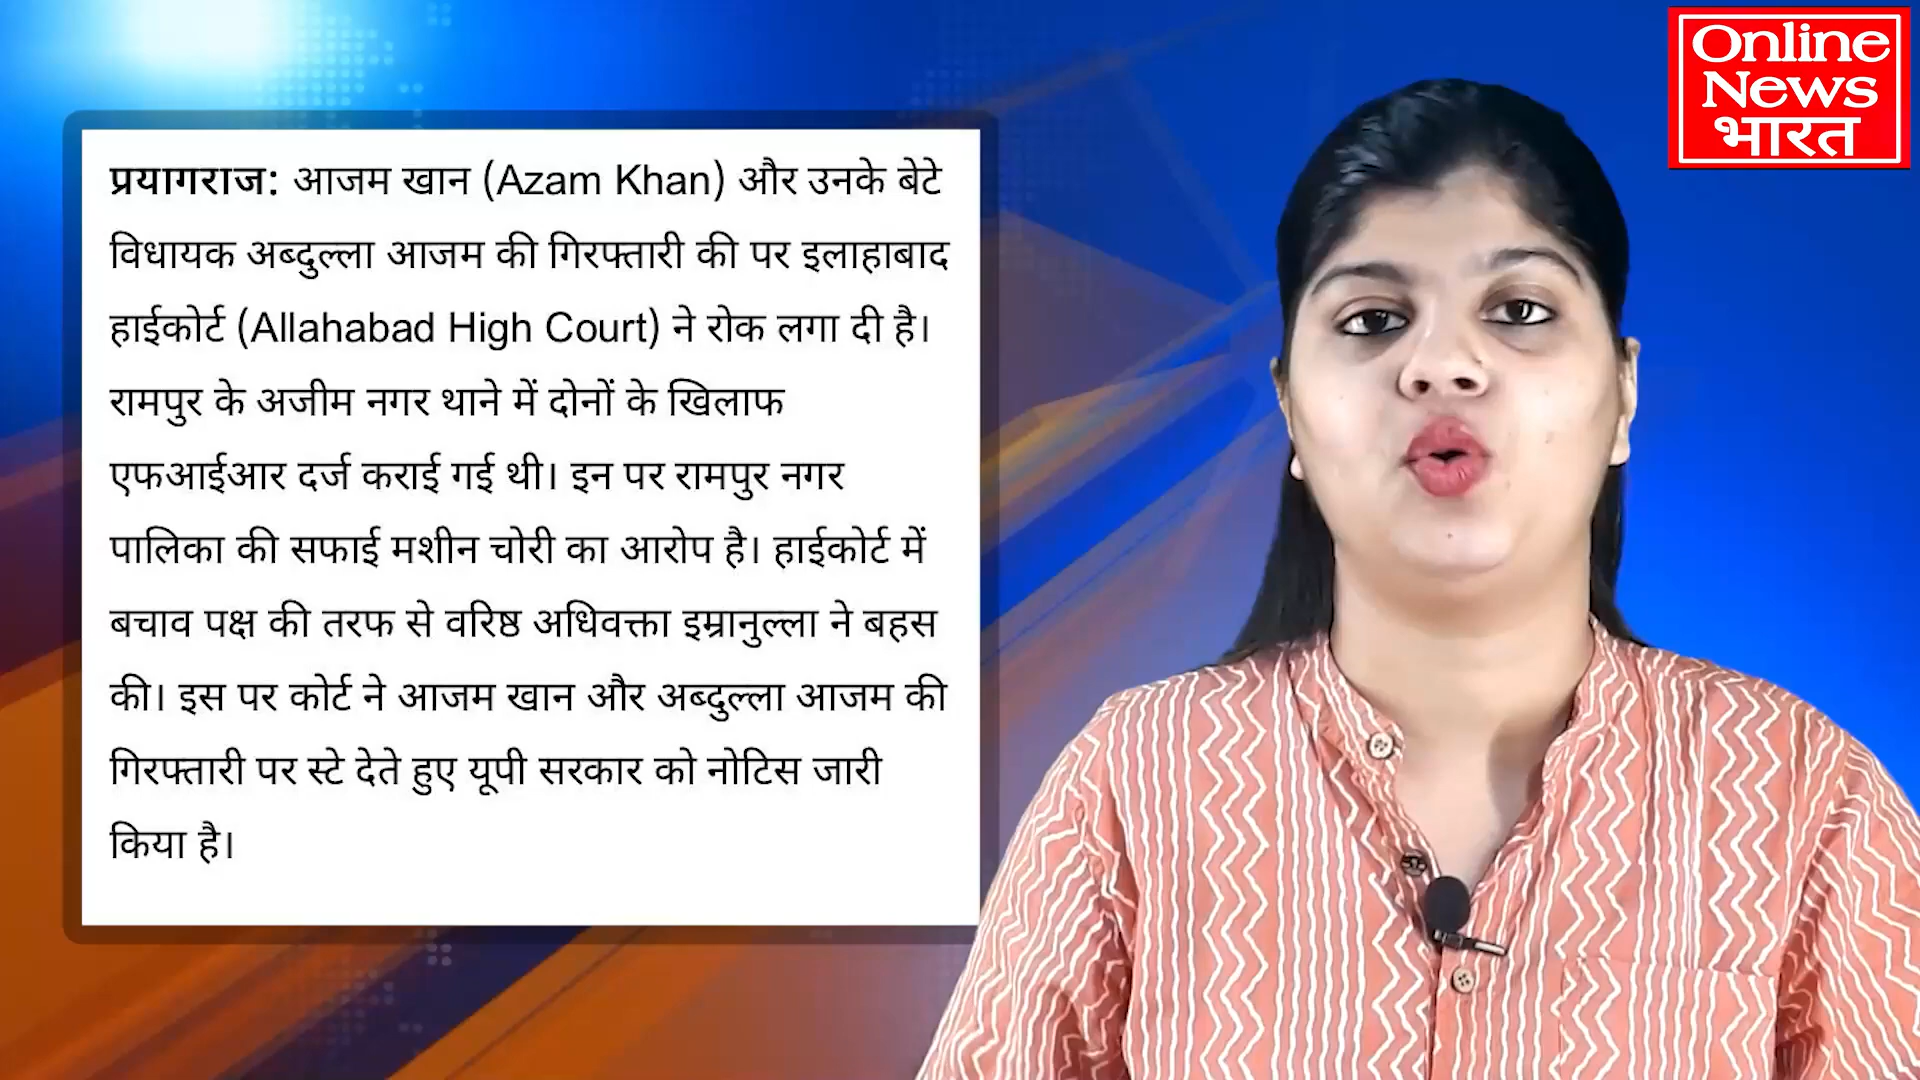 प्रयागराज: आजम खान (Azam Khan) और उनके बेटे
विधायक अब्दुल्ला आजम की गिरफ्तारी की पर इलाहाबाद
हाईकोर्ट (Allahabad High Court) ने रोक लगा दी है।
रामपुर के अजीम नगर थाने में दोनों के खिलाफ
एफआईआर दर्ज कराई गई थी। इन पर रामपुर नगर
पालिका की सफाई मशीन चोरी का आरोप है। हाईकोर्ट में
बचाव पक्ष की तरफ से वरिष्ठ अधिवक्ता इम्रानुल्ला ने बहस
की। इस पर कोर्ट ने आजम खान और अब्दुल्ला आजम की
गिरफ्तारी पर स्टे देते हुए यूपी सरकार को नोटिस जारी
किया है।
Online
News
भारत